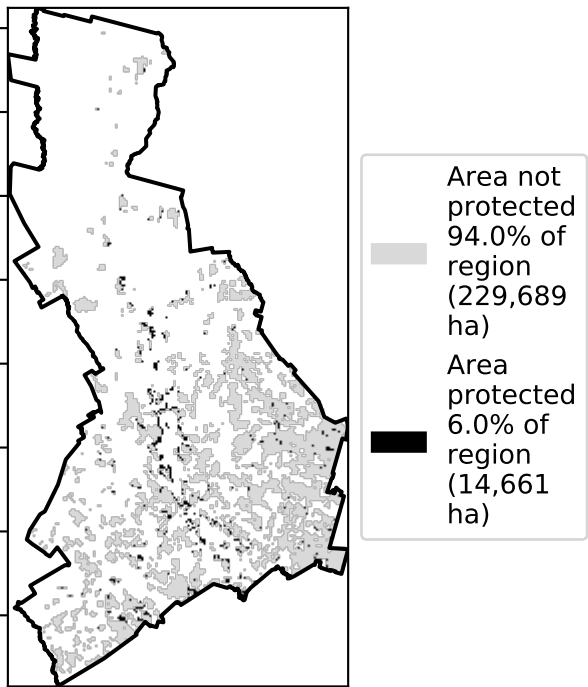 Area not
protected
94.0% of
region
(229,689
ha)
Area
protected
6.0% of
region
(14,661
ha)